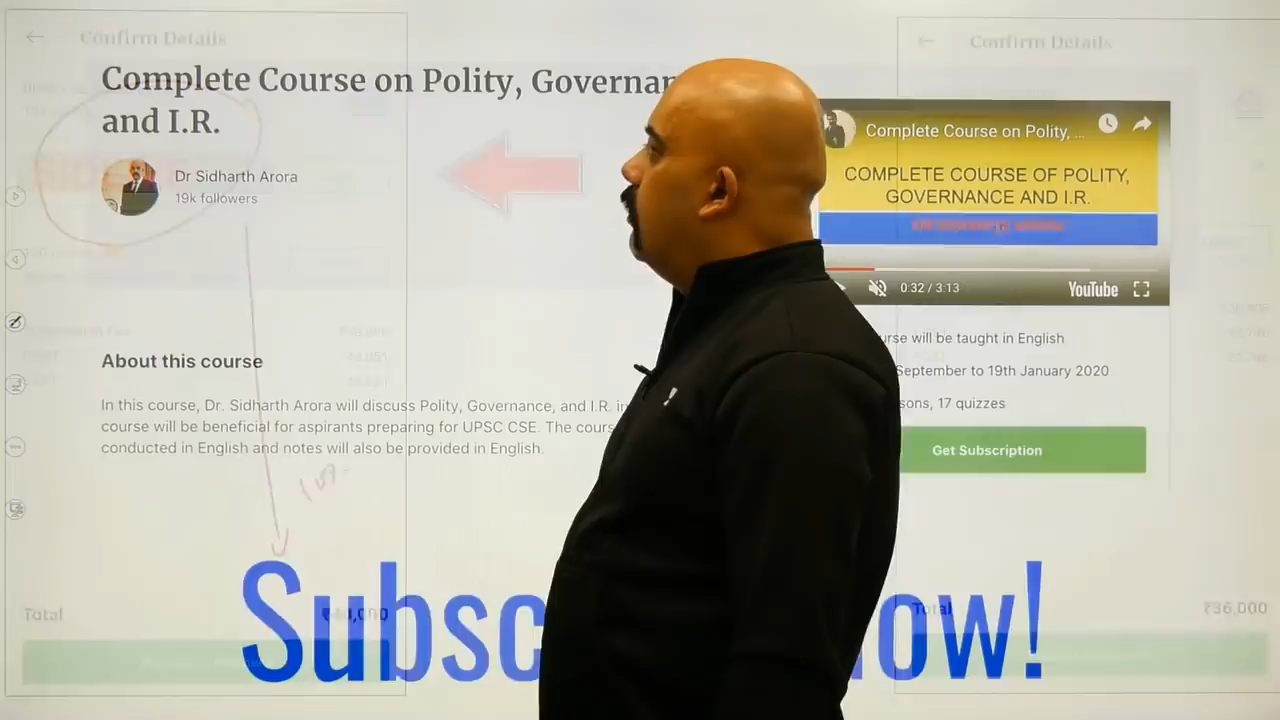 Confirm Details
Confirm Details
Complete Course on Polity, Governan
and I.R.
Dr Sidharth Arora
19k followers
Complete Course on Polity, ...
COMPLETE COURSE OF POLITY,
GOVERNANCE AND I.R.
0:32 / 3:13
YouTube
urse will be taught in English
September to 19th January 2020
sons, 17 quizzes
Get Subscription
About this course
In this course, Dr. Sidharth Arora will discuss Polity, Governance, and I.R. in
course will be beneficial for aspirants preparing for UPSC CSE. The cours
conducted in English and notes will also be provided in English.
Subsc ow!
Total
Total
₹36,000